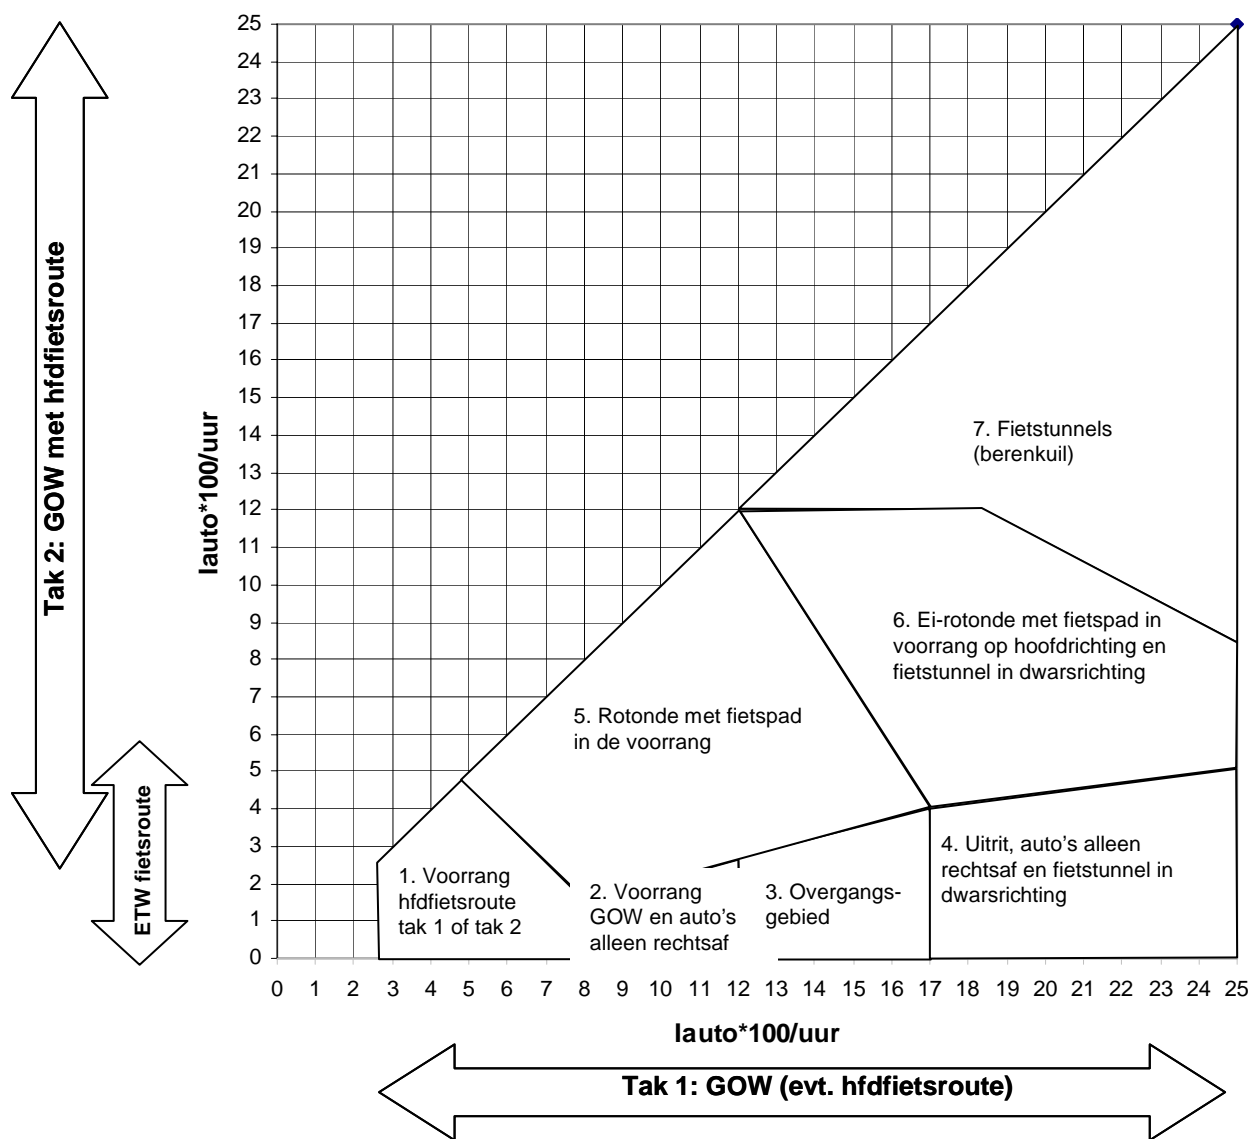 25
24
23
22
21
20
19
18
17
16
15
14
13
12
11
10
9
8
7
6
5
4
3
2
1
0
Tak 2: GOW met hfdfietsroute
ETW fietsroute
Iauto*100/uur
7. Fietstunnels
(berenkuil)
6. Ei-rotonde met fietspad in
voorrang op hoofdrichting en
fietstunnel in dwarsrichting
5. Rotonde met fietspad
in de voorrang
4. Uitrit, auto's alleen
rechtsaf en fietstunnel in
dwarsrichting
1. Voorrang
hfdfietsroute
tak 1 of tak 2
2. Voorrang
GOW en auto's
alleen rechtsaf
3. Overgangs-
gebied
0 1 2 3 4 5 6 7 8 9 10 11 12 13 14 15 16 17 18 19 20 21 22 23 24 25
Iauto*100/uur
Tak 1: GOW (evt. hfdfietsroute)